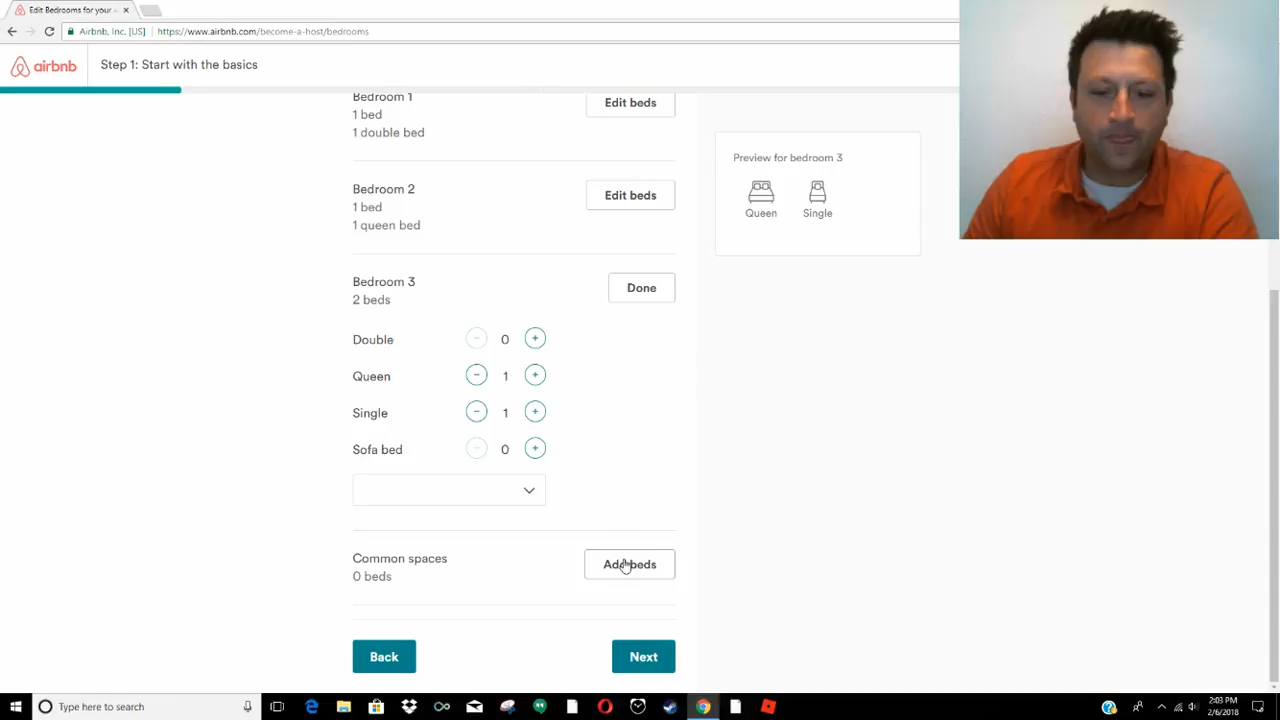 Edit Bedrooms for your
Airbnb, Inc. [US] https://www.airbnb.com/become-a-host/bedrooms
airbnb
Step 1: Start with the basics
Bedroom 1
1 bed
1 double bed
Edit beds
Bedroom 2
1 bed
1 queen bed
Edit beds
Bedroom 3
2 beds
Done
Double 0
Queen 1
Single 1
Sofa bed 0
Common spaces
0 beds
Add beds
Back
Next
Preview for bedroom 3
Queen Single
Type here to search
2:03 PM
2/6/2018